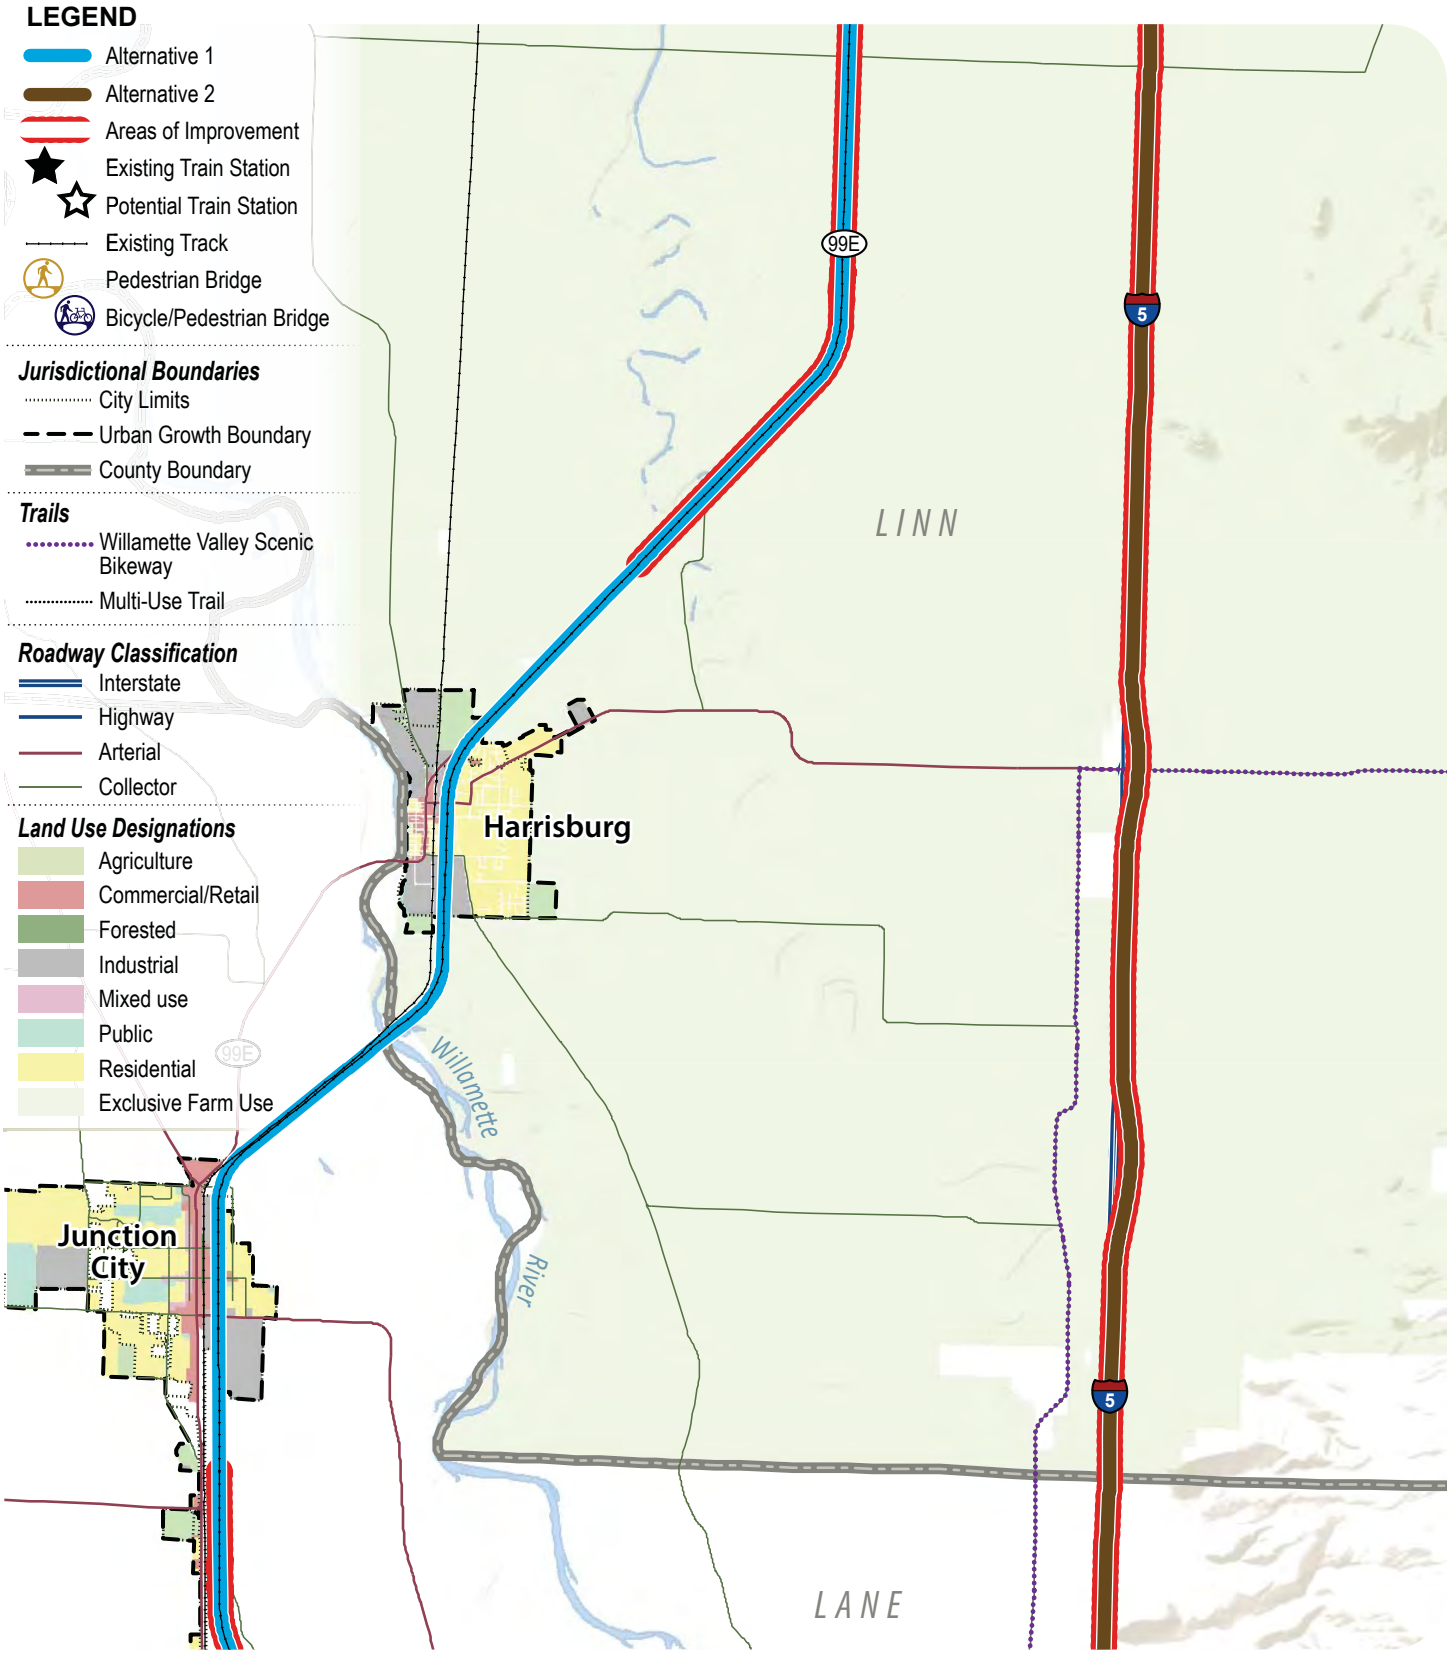 LEGEND
Alternative 1
Alternative 2
Areas of Improvement
Existing Train Station
Potential Train Station
Existing Track
Pedestrian Bridge
Bicycle/Pedestrian Bridge
Jurisdictional Boundaries
City Limits
Urban Growth Boundary
County Boundary
Trails
Willamette Valley Scenic
Bikeway
Multi-Use Trail
Roadway Classification
Interstate
Highway
Arterial
Collector
Land Use Designations
Agriculture
Commercial/Retail
Forested
Industrial
Mixed use
Public
Residential
Exclusive Farm Use
99E
5
LINN
Harrisburg
99E
Willamette
River
Junction
City
5
LANE